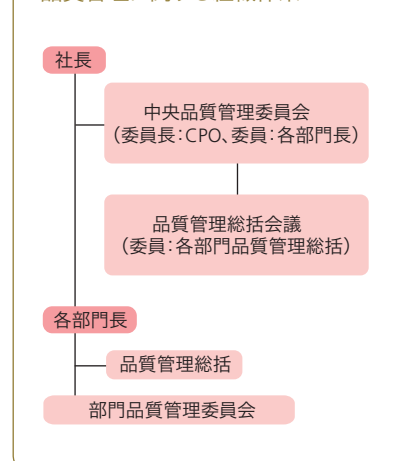 社長
中央品質管理委員会
（委員長：CPO、委員：各部門長）
品質管理総括会議
（委員：各部門品質管理総括）
各部門長
品質管理総括
部門品質管理委員会